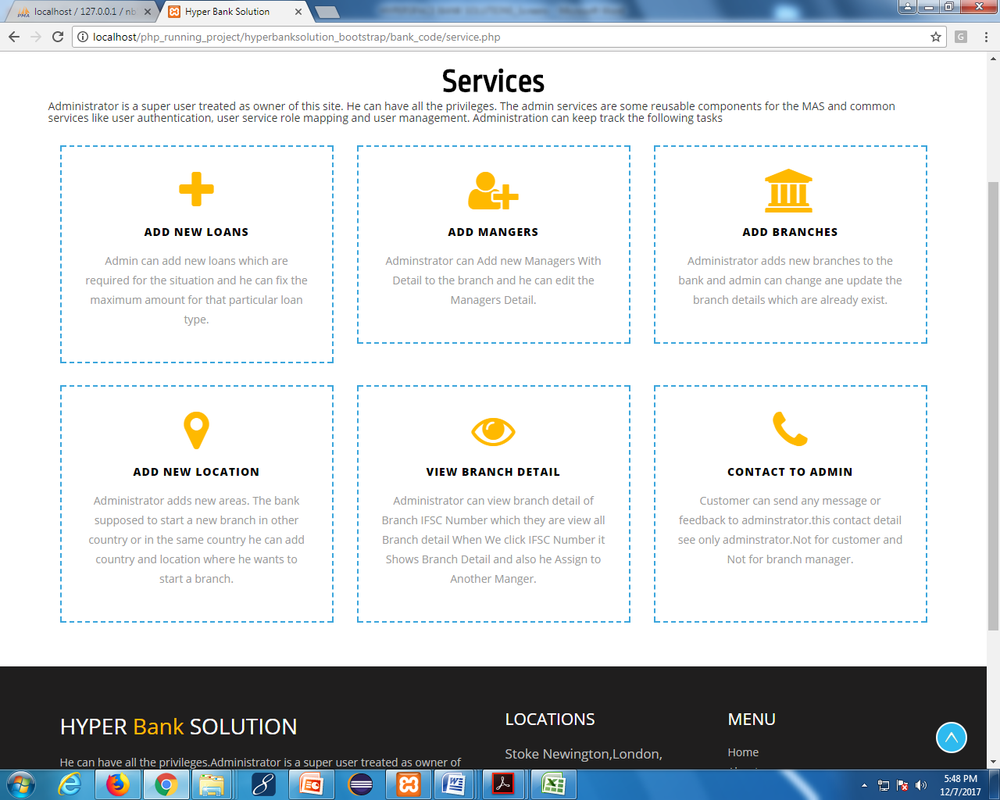 localhost / 127.0.0.1 / nb
Hyper Bank Solution
localhost/php_running_project/hyperbanksolution_bootstrap/bank_code/service.php
G
Services
Administrator is a super user treated as owner of this site. He can have all the privileges. The admin services are some reusable components for the MAS and common
services like user authentication, user service role mapping and user management. Administration can keep track the following tasks
ADD NEW LOANS
Admin can add new loans which are
required for the situation and he can fix the
maximum amount for that particular loan
type.
ADD MANGERS
Adminstrator can Add new Managers With
Detail to the branch and he can edit the
Managers Detail.
ADD BRANCHES
Administrator adds new branches to the
bank and admin can change ane update the
branch details which are already exist.
ADD NEW LOCATION
Administrator adds new areas. The bank
supposed to start a new branch in other
country or in the same country he can add
country and location where he wants to
start a branch.
VIEW BRANCH DETAIL
Administrator can view branch detail of
Branch IFSC Number which they are view all
Branch detail When We click IFSC Number it
Shows Branch Detail and also he Assign to
Another Manger.
CONTACT TO ADMIN
Customer can send any message or
feedback to adminstrator.this contact detail
see only adminstrator.Not for customer and
Not for branch manager.
HYPER Bank SOLUTION
He can have all the privileges.Administrator is a super user treated as owner of
LOCATIONS
Stoke Newington,London,
MENU
Home
5:48 PM
12/7/2017